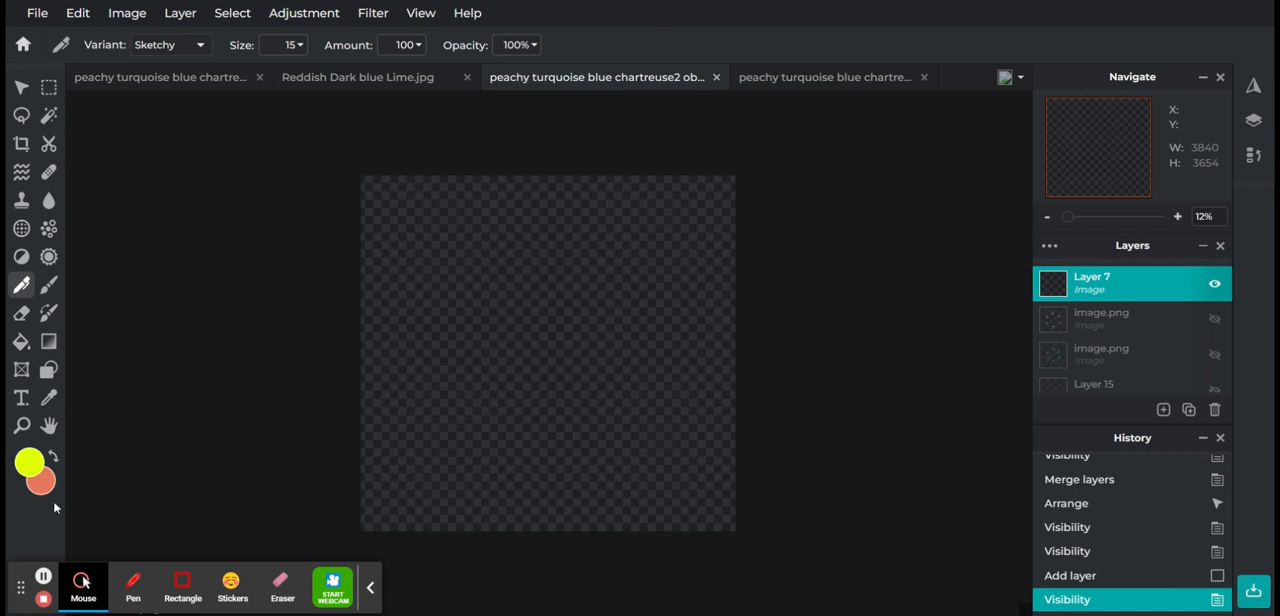 File Edit Image Layer Select Adjustment Filter View Help
Variant: Sketchy Size: 15 Amount: 100 Opacity: 100%
peachy turquoise blue chartre... Reddish Dark blue Lime.jpg peachy turquoise blue chartreuse2 ob... peachy turquoise blue chartre...
Navigate
X:
Y:
W: 3840
H: 3654
12%
Layers
Layer 7
Image
image.png
Image
image.png
Image
Layer 15
History
Visibility
Merge layers
Arrange
Visibility
Visibility
Add layer
Visibility
Mouse Pen Rectangle Stickers Eraser START
WEBCAM